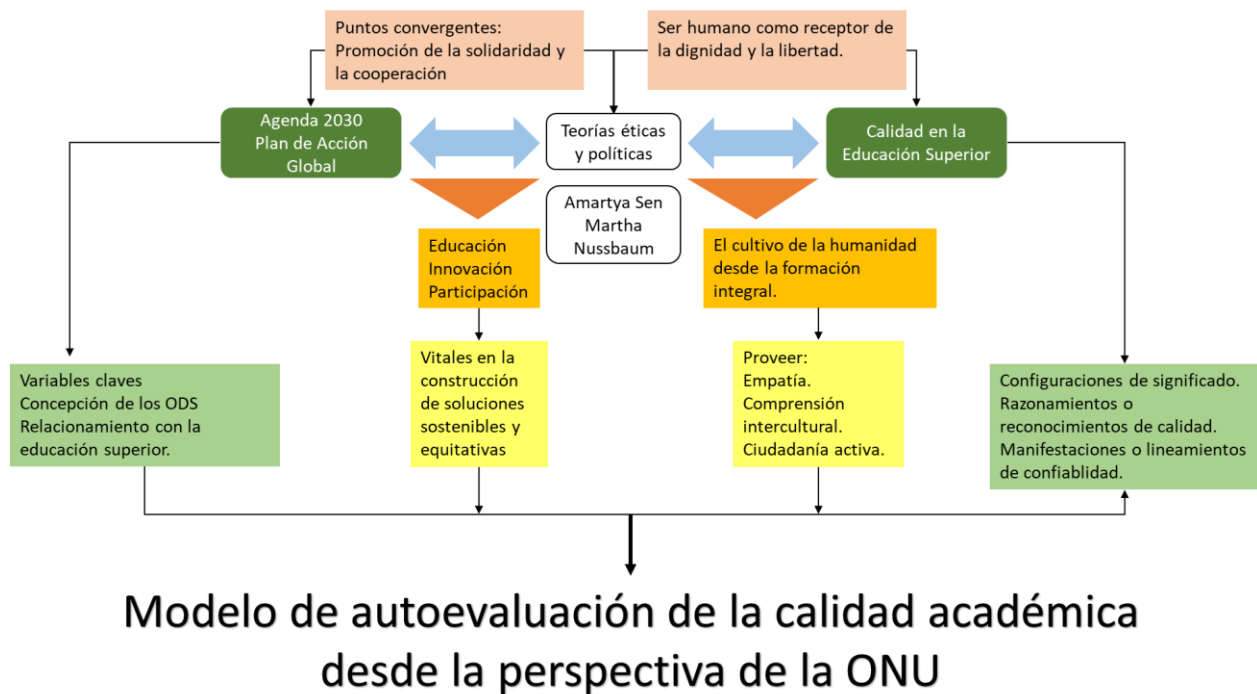 Puntos convergentes:
Promoción de la solidaridad y
la cooperación
Ser humano como receptor de
la dignidad y la libertad.
Agenda 2030
Plan de Acción
Global
Teorías éticas
y políticas
Calidad en la
Educación Superior
Amartya Sen
Martha
Nussbaum
Educación
Innovación
Participación
El cultivo de la humanidad
desde la formación
integral.
Variables claves
Concepción de los ODS
Relacionamiento con la
educación superior.
Vitales en la
construcción
de soluciones
sostenibles y
equitativas
Proveer:
Empatía.
Comprensión
intercultural.
Ciudadanía activa.
Configuraciones de significado.
Razonamientos o
reconocimientos de calidad.
Manifestaciones o lineamientos
de confiablidad.
Modelo de autoevaluación de la calidad académica
desde la perspectiva de la ONU